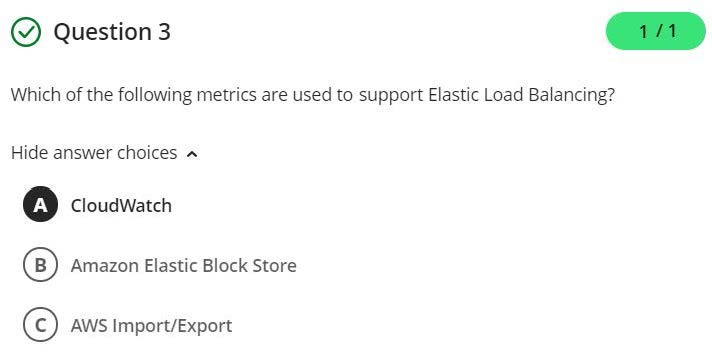 Question 3
1 / 1
Which of the following metrics are used to support Elastic Load Balancing?
Hide answer choices
A CloudWatch
B Amazon Elastic Block Store
C AWS Import/Export